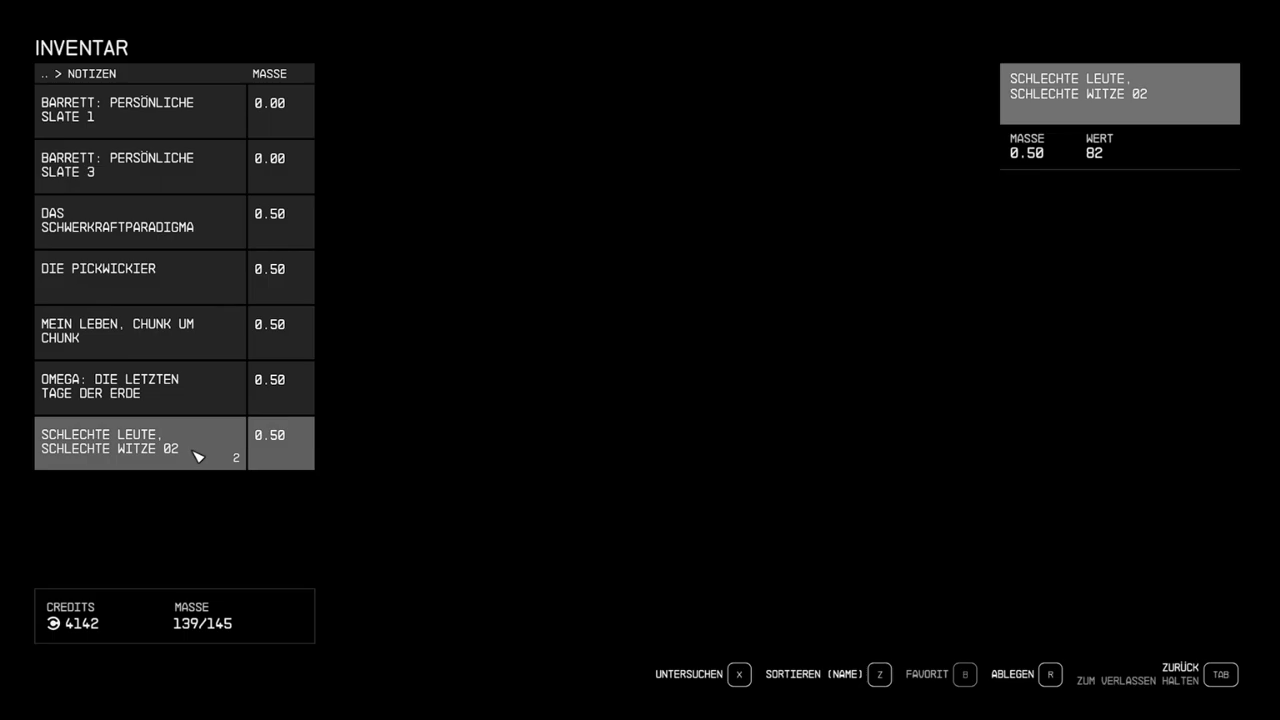 INVENTAR
.. > NOTIZEN MASSE
BARRETT: PERSÖNLICHE
SLATE 1
0.00
BARRETT: PERSÖNLICHE
SLATE 3
0.00
DAS
SCHWERKRAFTPARADIGMA
0.50
DIE PICKWICKIER
0.50
MEIN LEBEN, CHUNK UM
CHUNK
0.50
OMEGA: DIE LETZTEN
TAGE DER ERDE
0.50
SCHLECHTE LEUTE,
SCHLECHTE WITZE 02
2
0.50
CREDITS MASSE
4142 139/145
SCHLECHTE LEUTE,
SCHLECHTE WITZE 02
MASSE WERT
0.50 82
UNTERSUCHEN X SORTIEREN (NAME) Z FAVORIT B ABLEGEN R
ZURÜCK
ZUM VERLASSEN HALTEN
TAB